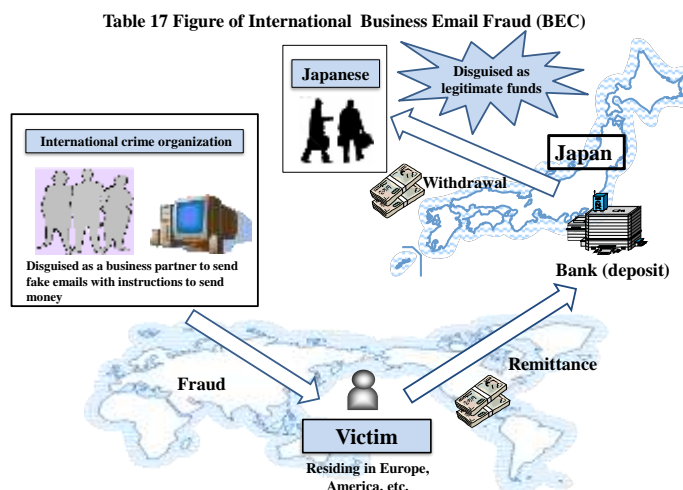 Table 17 Figure of International Business Email Fraud (BEC)
Japanese
Disguised as
legitimate funds
International crime organization
Japan
Withdrawal
Disguised as a business partner to send
fake emails with instructions to send
money
Bank (deposit)
Fraud
Remittance
Victim
Residing in Europe,
America, etc.